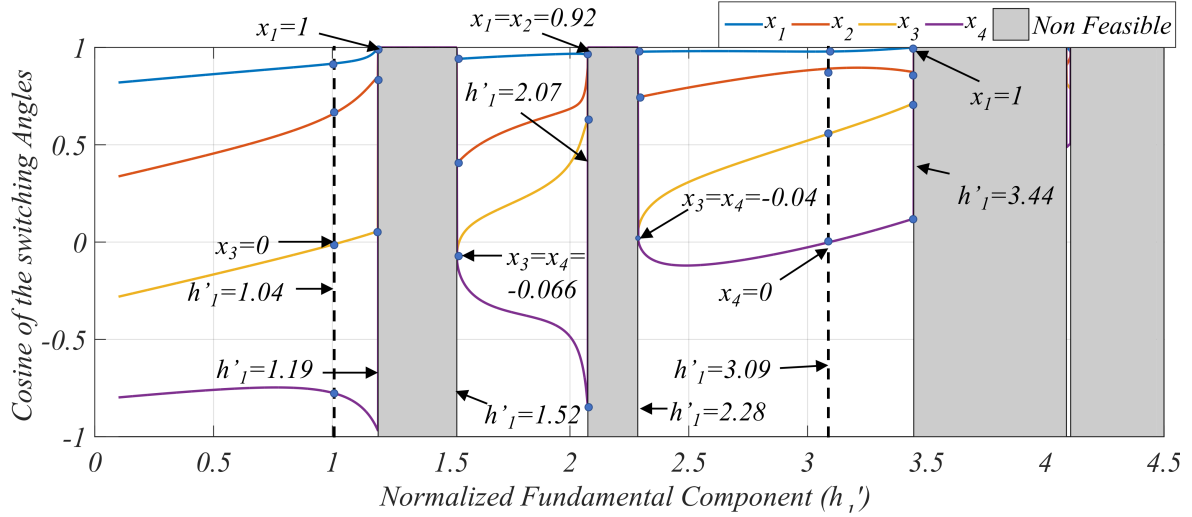 x1=1
x1=x2=0.92
x1 x2 x3 x4 Non Feasible
Cosine of the switching Angles
1
0.5
0
-0.5
-1
h'1=2.07
x1=1
x3=x4=-0.04
h'1=3.44
x3=0
x3=x4=
-0.066
h'1=1.04
x4=0
h'1=1.19
h'1=3.09
h'1=1.52
h'1=2.28
0 0.5 1 1.5 2 2.5 3 3.5 4 4.5
Normalized Fundamental Component (h1')